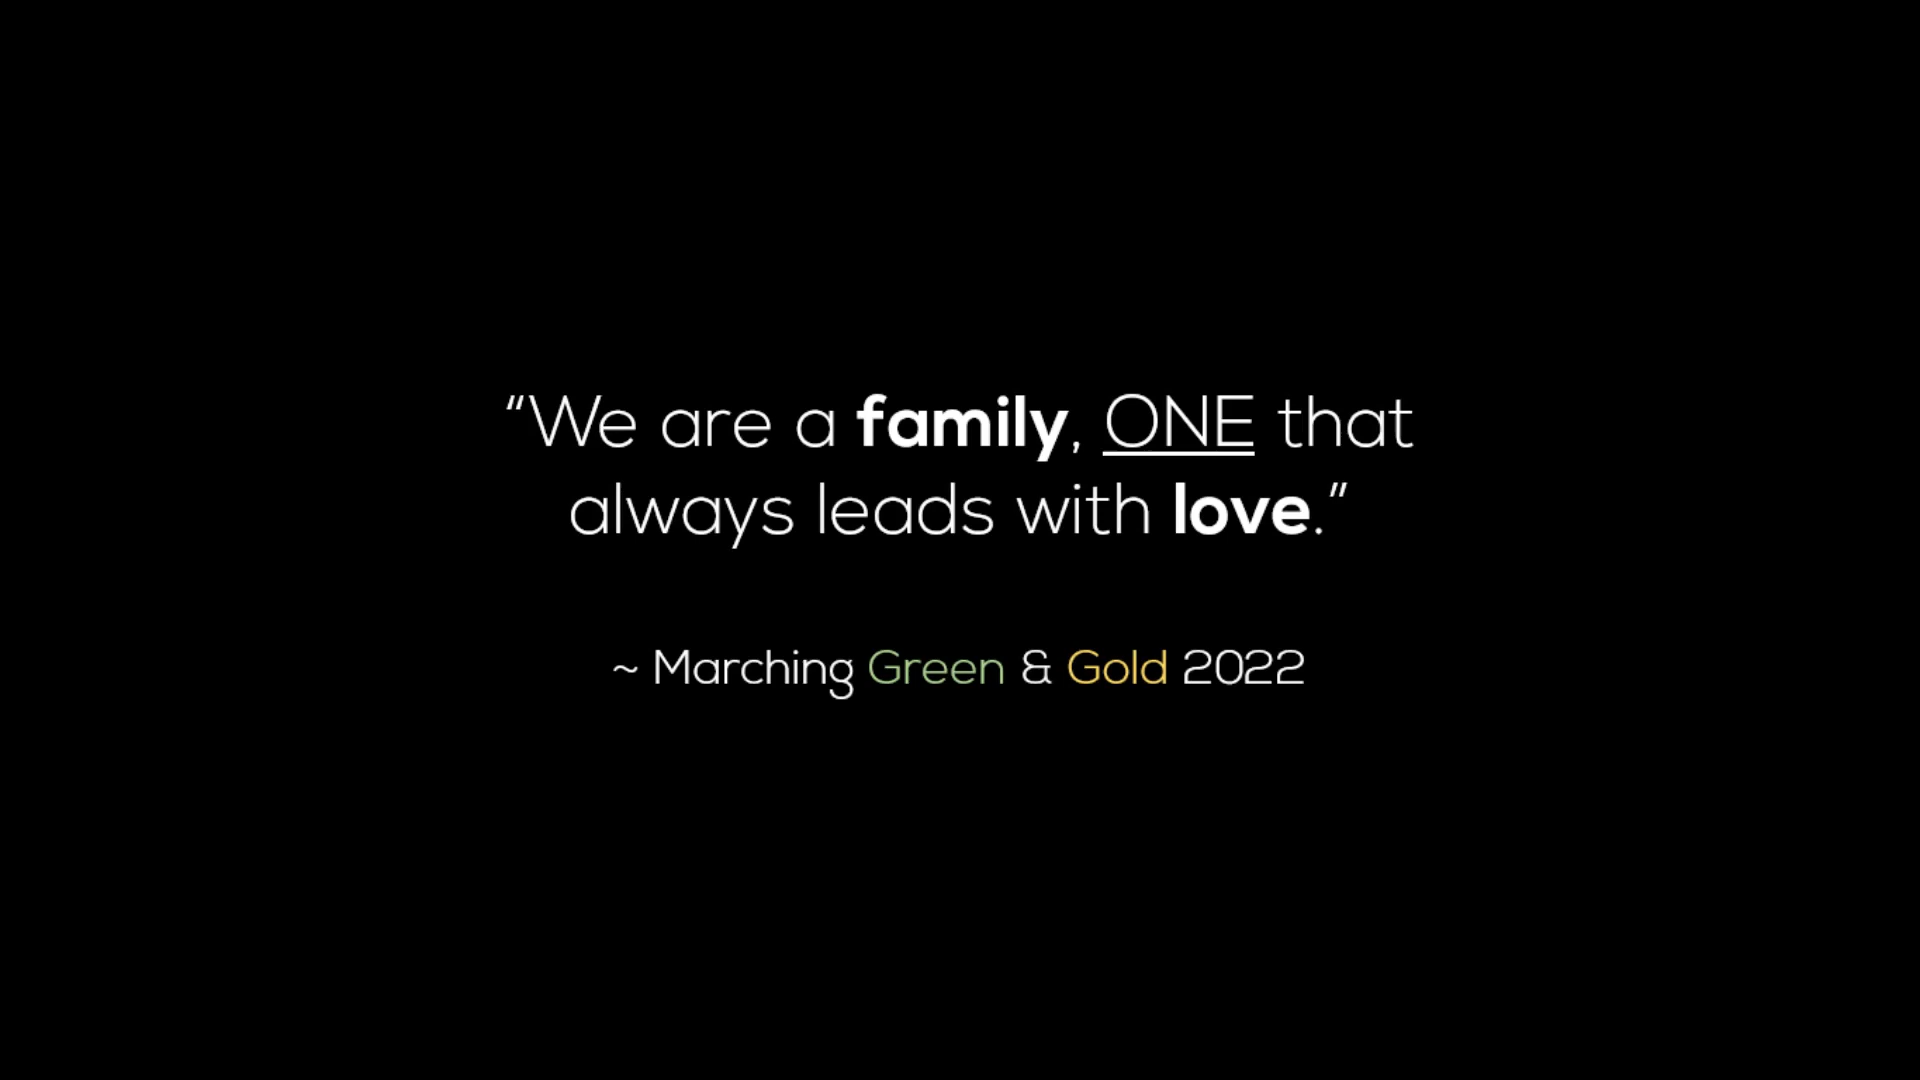 “We are a family, ONE that
always leads with love.”
~ Marching Green & Gold 2022